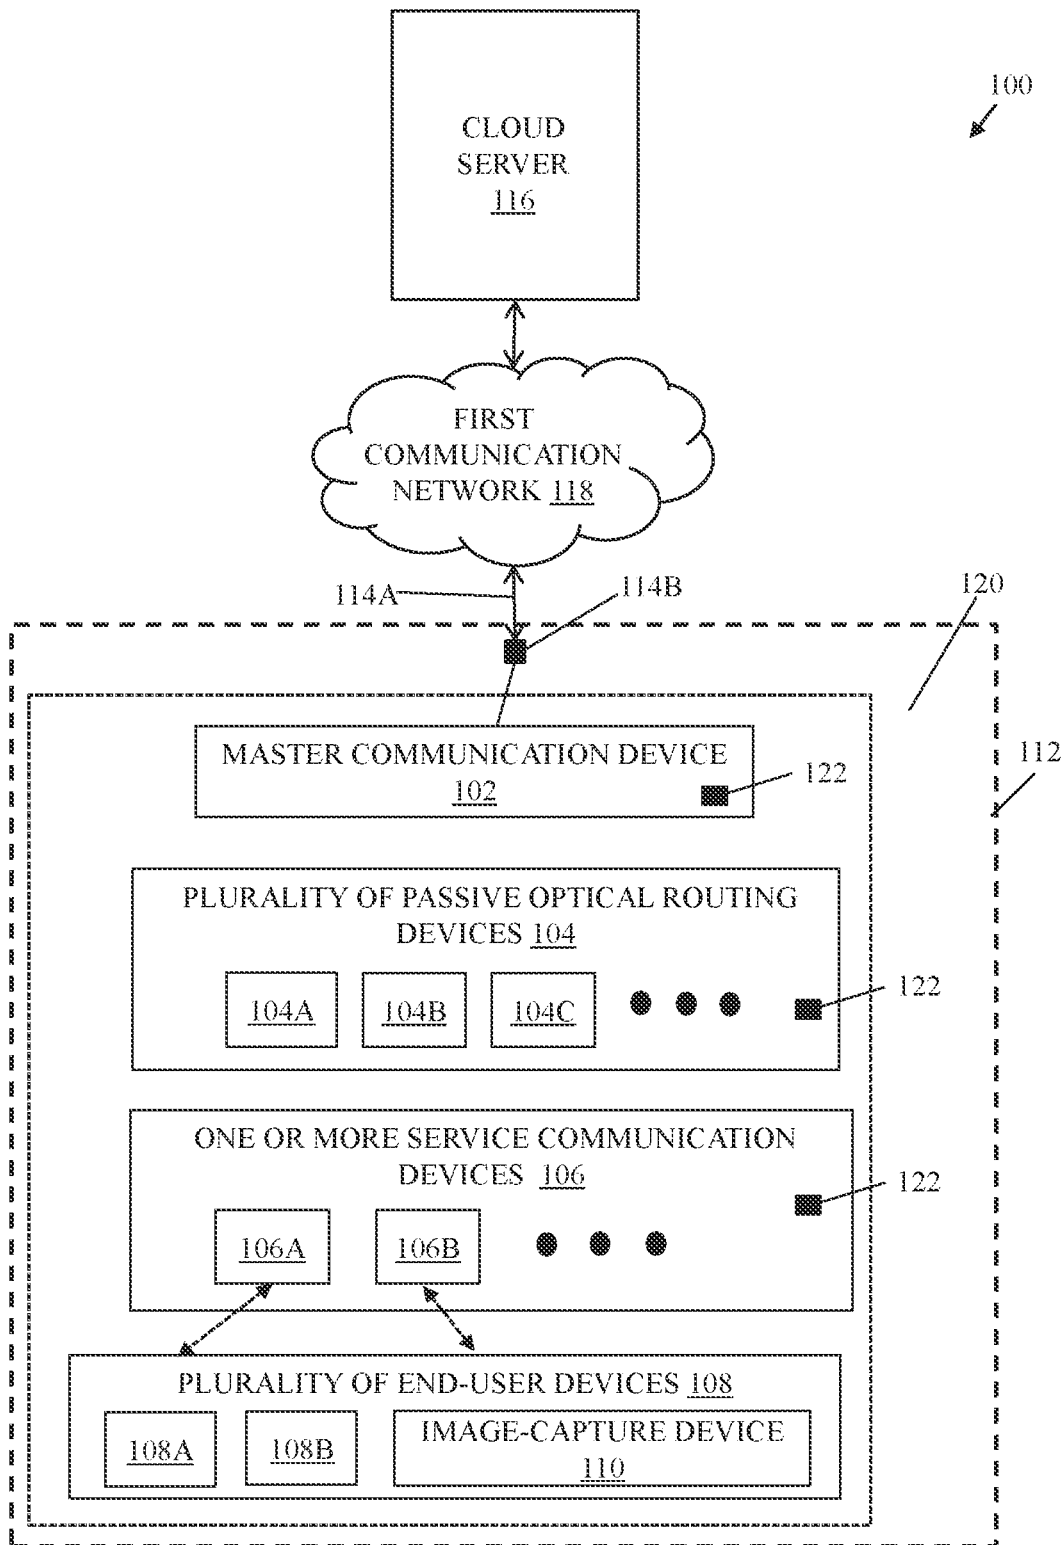 100
CLOUD
SERVER
116
FIRST
COMMUNICATION
NETWORK 118
114A
114B
120
112
MASTER COMMUNICATION DEVICE
102
122
PLURALITY OF PASSIVE OPTICAL ROUTING
DEVICES 104
104A
104B
104C
122
ONE OR MORE SERVICE COMMUNICATION
DEVICES 106
122
106A
106B
PLURALITY OF END-USER DEVICES 108
108A
108B
IMAGE-CAPTURE DEVICE
110